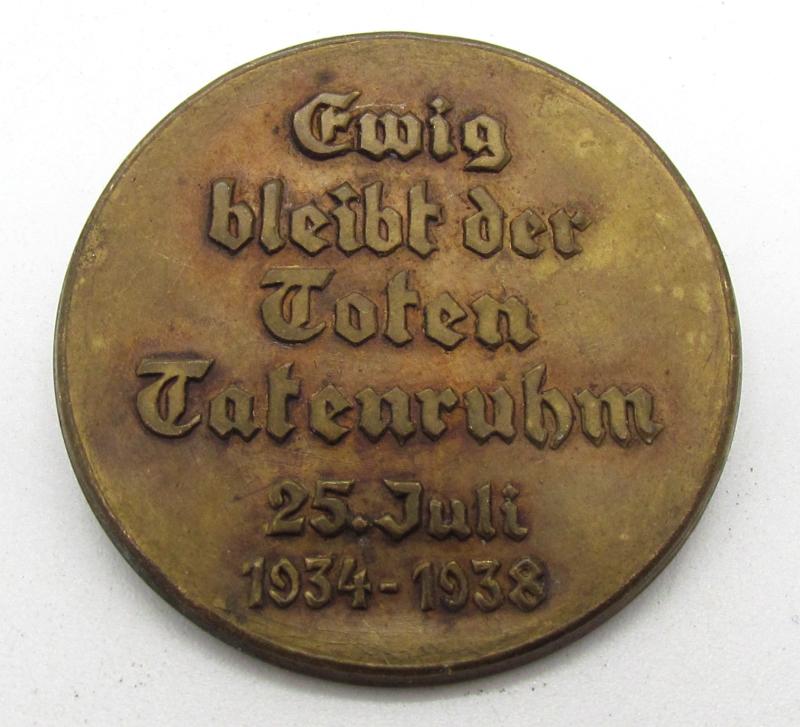 Ewig
bleibt der
Toten
Tatenruhm
25. Juli
1934-1938